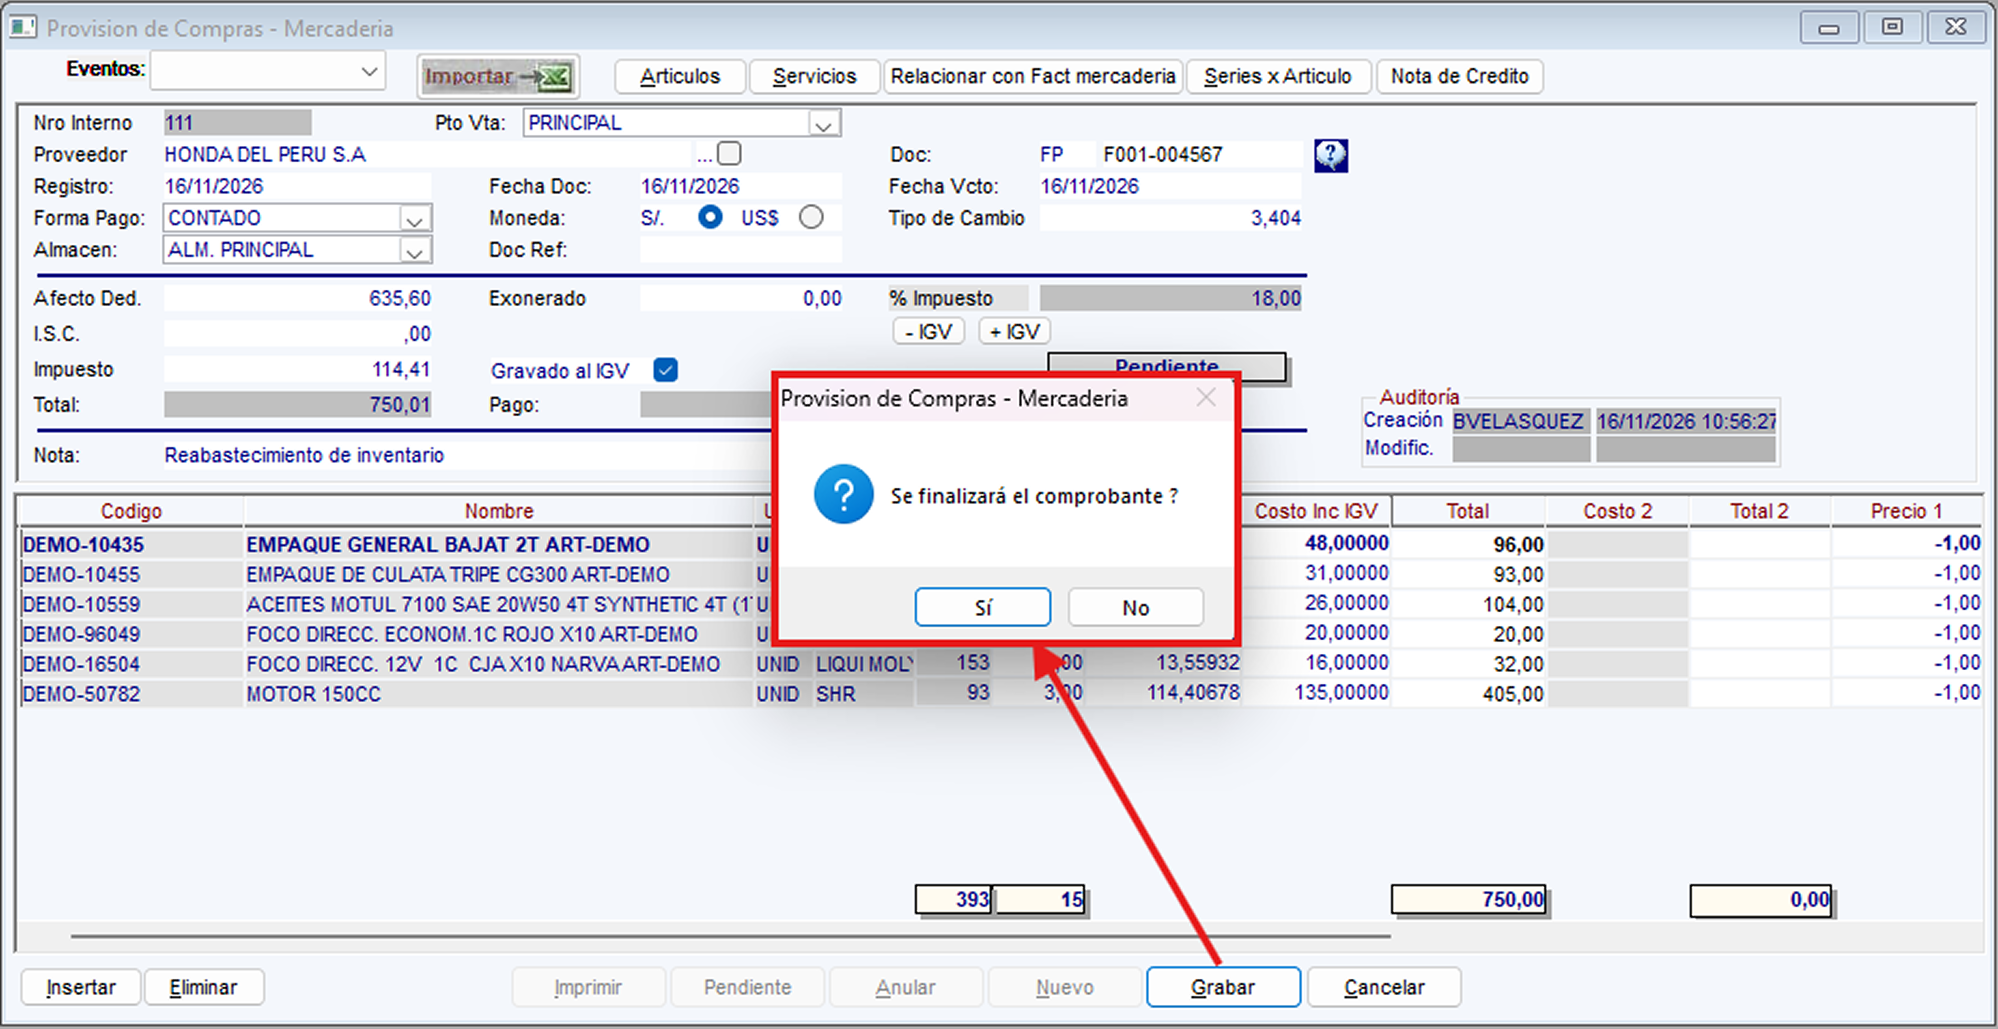 Provision de Compras - Mercaderia
Eventos: Importar Articulos Servicios Relacionar con Fact mercaderia Series x Articulo Nota de Credito
Nro Interno 111 Pto Vta: PRINCIPAL
Proveedor HONDA DEL PERU S.A ... Doc: FP F001-004567
Registro: 16/11/2026 Fecha Doc: 16/11/2026 Fecha Vcto: 16/11/2026
Forma Pago: CONTADO Moneda: S/. US$ Tipo de Cambio 3,404
Almacen: ALM. PRINCIPAL Doc Ref:
Afecto Ded. 635,60 Exonerado 0,00 % Impuesto 18,00
I.S.C. ,00 - IGV + IGV
Impuesto 114,41 Gravado al IGV Pendiente
Total: 750,01 Pago:
Auditoría
Creación BVELASQUEZ 16/11/2026 10:56:27
Modific.
Nota: Reabastecimiento de inventario
Provision de Compras - Mercaderia
Se finalizará el comprobante ?
Sí No
Codigo Nombre U Costo Inc IGV Total Costo 2 Total 2 Precio 1
DEMO-10435 EMPAQUE GENERAL BAJAT 2T ART-DEMO U 48,00000 96,00 -1,00
DEMO-10455 EMPAQUE DE CULATA TRIPE CG300 ART-DEMO U 31,00000 93,00 -1,00
DEMO-10559 ACEITES MOTUL 7100 SAE 20W50 4T SYNTHETIC 4T (1 U 26,00000 104,00 -1,00
DEMO-96049 FOCO DIRECC. ECONOM.1C ROJO X10 ART-DEMO U 20,00000 20,00 -1,00
DEMO-16504 FOCO DIRECC. 12V 1C CJA X10 NARVA ART-DEMO UNID LIQUI MOLY 153 ,00 13,55932 16,00000 32,00 -1,00
DEMO-50782 MOTOR 150CC UNID SHR 93 3,00 114,40678 135,00000 405,00 -1,00
393 15 750,00 0,00
Insertar Eliminar Imprimir Pendiente Anular Nuevo Grabar Cancelar